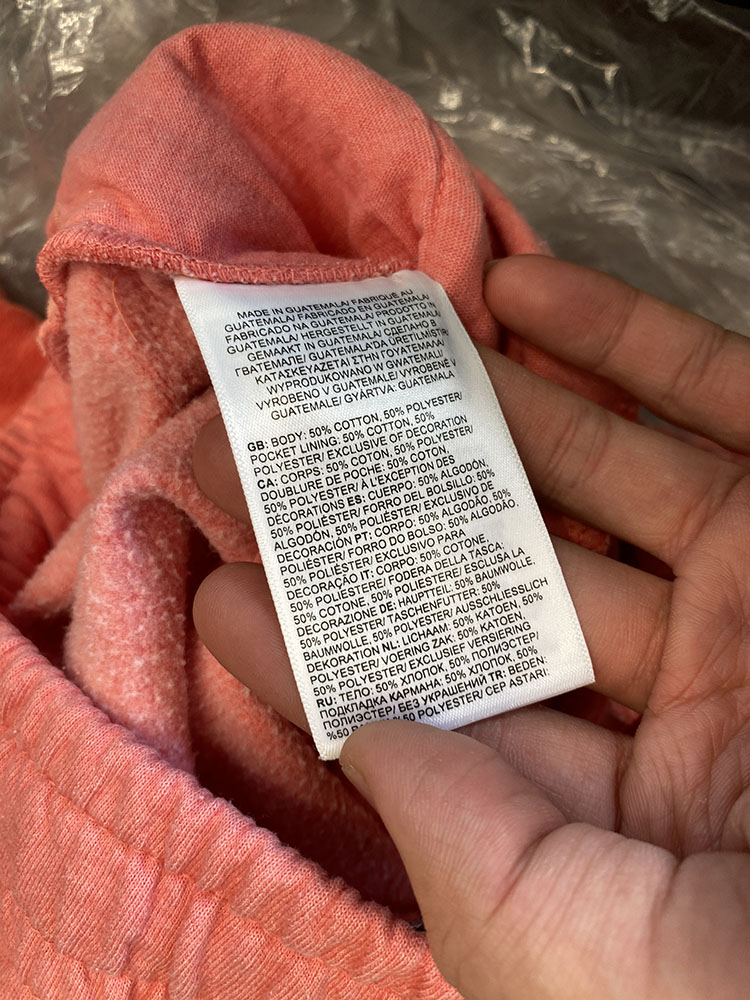 MADE IN GUATEMALA/ FABRIQUÉ AU
GUATEMALA/ FABRICADO EN GUATEMALA/
FABRICADO NA GUATEMALA/ PRODOTTO IN
GUATEMALA/ HERGESTELLT IN GUATEMALA/
GEMAAKT IN GUATEMALA/ СДЕЛАНО В
ГВАТЕМАЛЕ/ GUATEMALA'DA ÜRETİLMİŞTİR/
ΚΑΤΑΣΚΕΥΑΖΕΤΑΙ ΣΤΗΝ ΓΟΥΑΤΕΜΑΛΑ/
WYPRODUKOWANO W GWATEMALI/
VYROBENO V GUATEMALE/ VYROBENÉ V
GUATEMALE/ GYÁRTVA: GUATEMALA
GB: BODY: 50% COTTON, 50% POLYESTER/
POCKET LINING: 50% COTTON, 50%
POLYESTER/ EXCLUSIVE OF DECORATION
CA: CORPS: 50% COTON, 50% POLYESTER/
DOUBLURE DE POCHE: 50% COTON,
50% POLYESTER/ À L'EXCEPTION DES
DÉCORATIONS ES: CUERPO: 50% ALGODÓN,
50% POLIÉSTER/ FORRO DEL BOLSILLO: 50%
ALGODÓN, 50% POLIÉSTER/ EXCLUSIVO DE
DECORACIÓN PT: CORPO: 50% ALGODÃO, 50%
POLIÉSTER/ FORRO DO BOLSO: 50% ALGODÃO,
50% POLIÉSTER/ EXCLUSIVO PARA
DECORAÇÃO IT: CORPO: 50% COTONE,
50% POLIESTERE/ FODERA DELLA TASCA:
50% COTONE, 50% POLIESTERE/ ESCLUSA LA
DECORAZIONE DE: HAUPTTEIL: 50% BAUMWOLLE,
50% POLYESTER/ TASCHENFUTTER: 50%
BAUMWOLLE, 50% POLYESTER/ AUSSCHLIESSLICH
DEKORATION NL: LICHAAM: 50% KATOEN, 50%
POLYESTER/ VOERING ZAK: 50% KATOEN,
50% POLYESTER/ EXCLUSIEF VERSIERING
RU: ТЕЛО: 50% ХЛОПОК, 50% ПОЛИЭСТЕР/
ПОДКЛАДКА КАРМАНА: 50% ХЛОПОК, 50%
ПОЛИЭСТЕР/ БЕЗ УКРАШЕНИЙ TR: BEDEN:
%50 %50 POLYESTER/ CEP ASTARI: